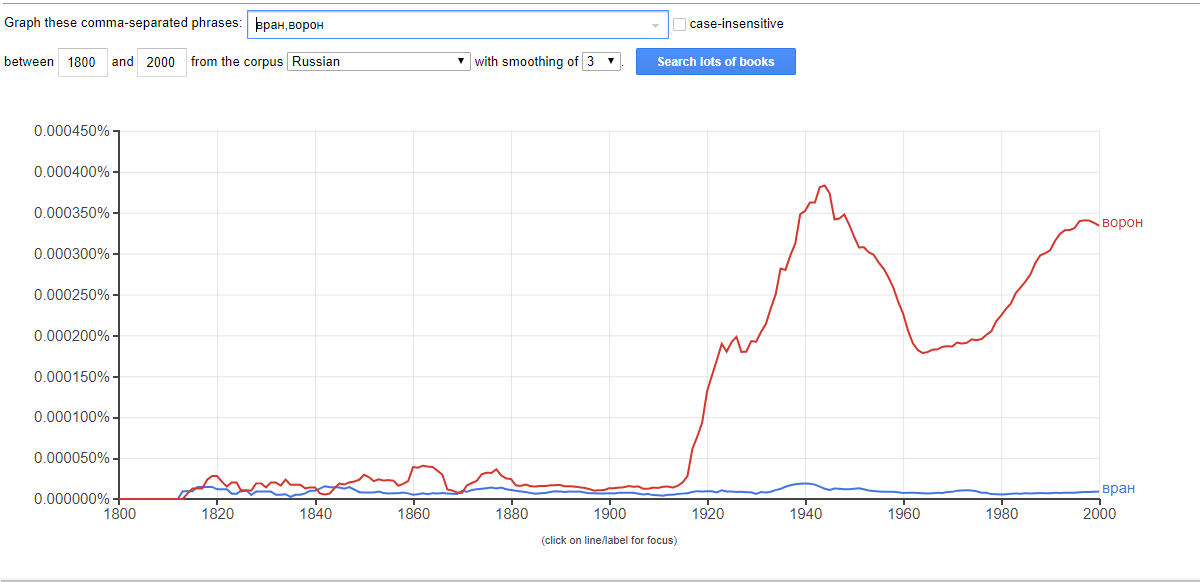 Graph these comma-separated phrases: вран,ворон case-insensitive
between 1800 and 2000 from the corpus Russian with smoothing of 3 . Search lots of books
0.000450%
0.000400%
0.000350%
ворон
0.000300%
0.000250%
0.000200%
0.000150%
0.000100%
0.000050%
вран
0.000000%
1800 1820 1840 1860 1880 1900 1920 1940 1960 1980 2000
(click on line/label for focus)